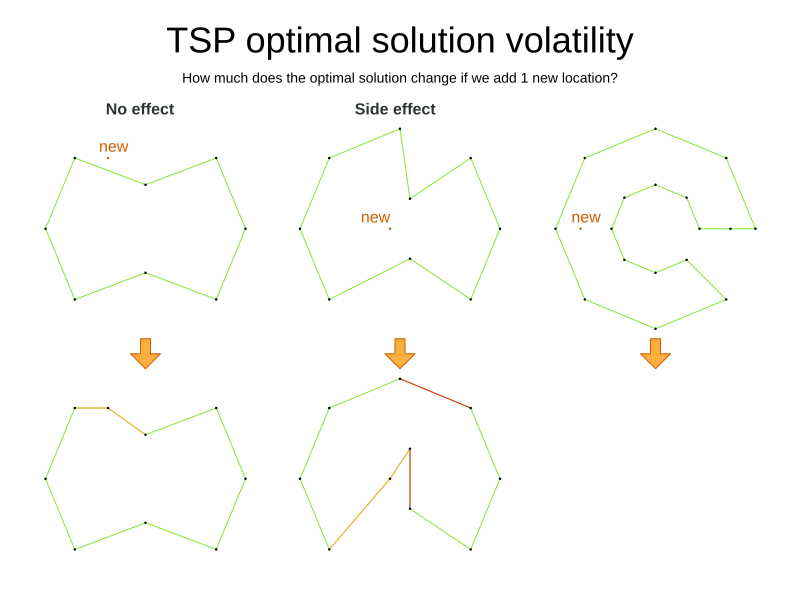 TSP optimal solution volatility
How much does the optimal solution change if we add 1 new location?
No effect
Side effect
new
new
new